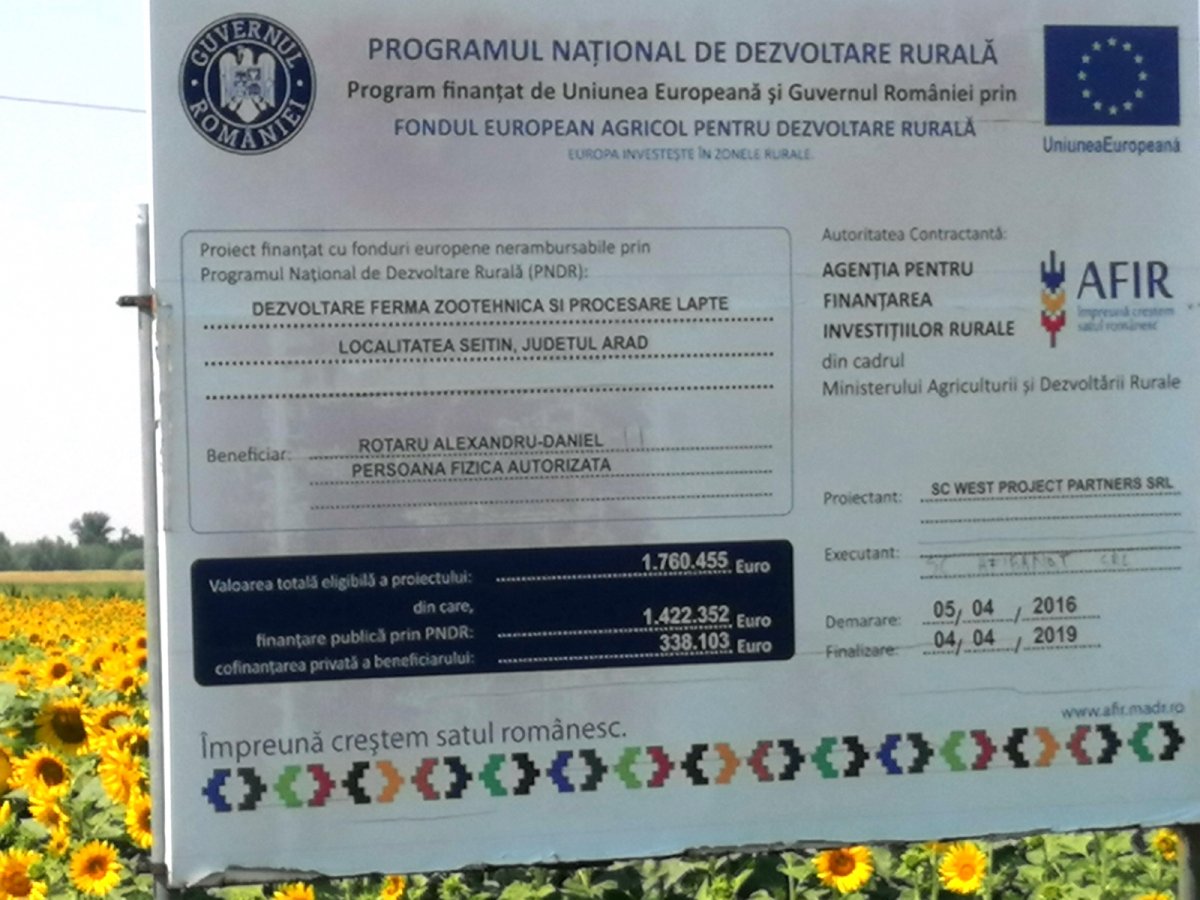 GUVERNUL ROMÂNIEI
PROGRAMUL NAȚIONAL DE DEZVOLTARE RURALĂ
Program finanțat de Uniunea Europeană și Guvernul României prin
FONDUL EUROPEAN AGRICOL PENTRU DEZVOLTARE RURALĂ
EUROPA INVESTEȘTE ÎN ZONELE RURALE.
UniuneaEuropeană
Proiect finanțat cu fonduri europene nerambursabile prin
Programul Național de Dezvoltare Rurală (PNDR):
DEZVOLTARE FERMA ZOOTEHNICA SI PROCESARE LAPTE
LOCALITATEA SEITIN, JUDETUL ARAD
Beneficiar: ROTARU ALEXANDRU-DANIEL
PERSOANA FIZICA AUTORIZATA
Valoarea totală eligibilă a proiectului: 1.760.455 Euro
din care,
finanțare publică prin PNDR: 1.422.352 Euro
cofinanțarea privată a beneficiarului: 338.103 Euro
Autoritatea Contractantă:
AGENȚIA PENTRU
FINANȚAREA
INVESTIȚIILOR RURALE
din cadrul
Ministerului Agriculturii și Dezvoltării Rurale
AFIR
Împreună creștem
satul românesc
Proiectant: SC WEST PROJECT PARTNERS SRL
Executant: SC SRL
Demarare: 05/ 04 / 2016
Finalizare: 04/ 04 / 2019
www.afir.madr.ro
Împreună creștem satul românesc.